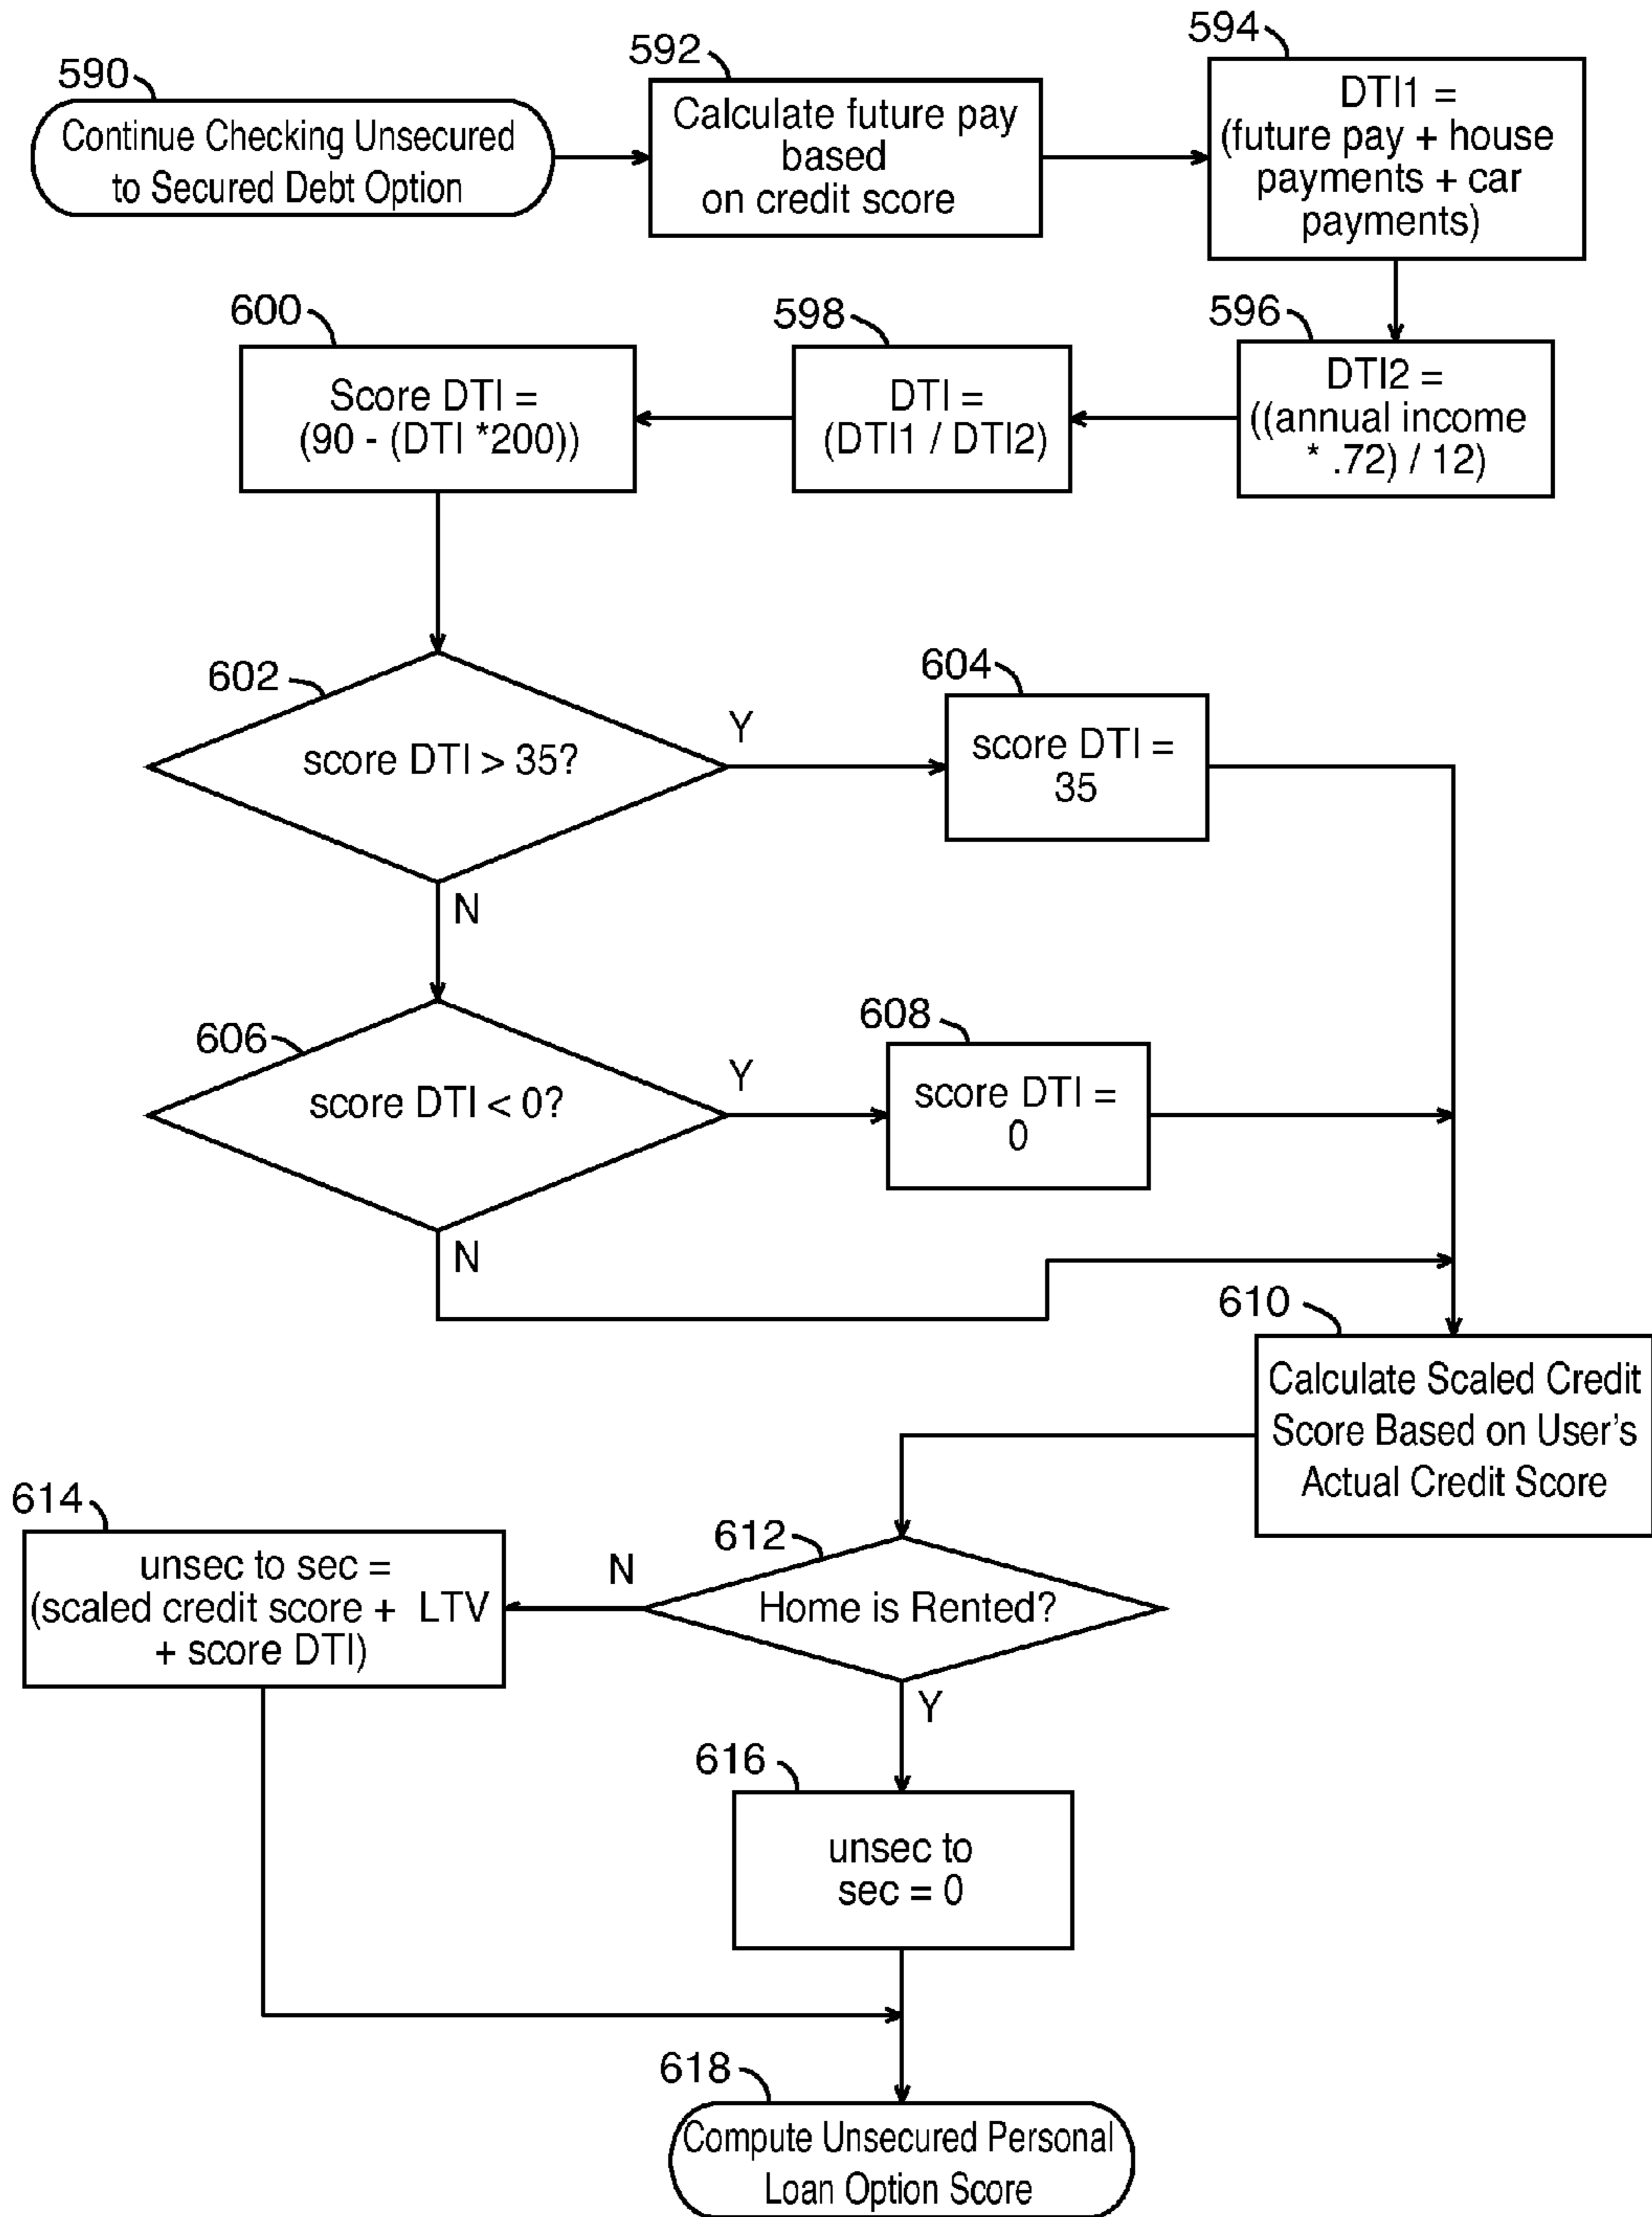 590
Continue Checking Unsecured
to Secured Debt Option
592
Calculate future pay
based
on credit score
594
DTI1 =
(future pay + house
payments + car
payments)
596
DTI2 =
((annual income
* .72) / 12)
598
DTI =
(DTI1 / DTI2)
600
Score DTI =
(90 - (DTI *200))
602
score DTI > 35?
Y
N
604
score DTI =
35
606
score DTI < 0?
Y
N
608
score DTI =
0
610
Calculate Scaled Credit
Score Based on User's
Actual Credit Score
612
Home is Rented?
N
Y
614
unsec to sec =
(scaled credit score + LTV
+ score DTI)
616
unsec to
sec = 0
618
Compute Unsecured Personal
Loan Option Score